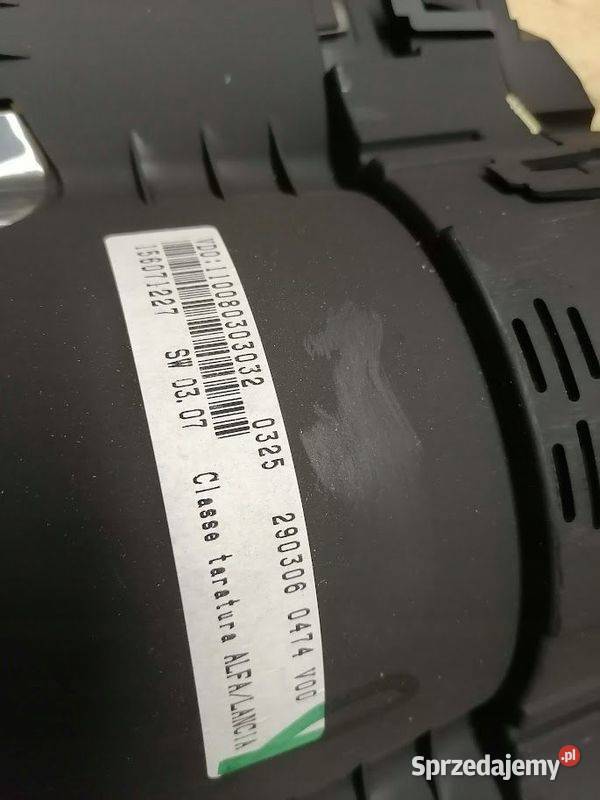 VDO:110080303032 0325 290306 0474 V00
156071227 SW 03.07 Classe taratura ALFA/LANCIA
Sprzedajemy.pl